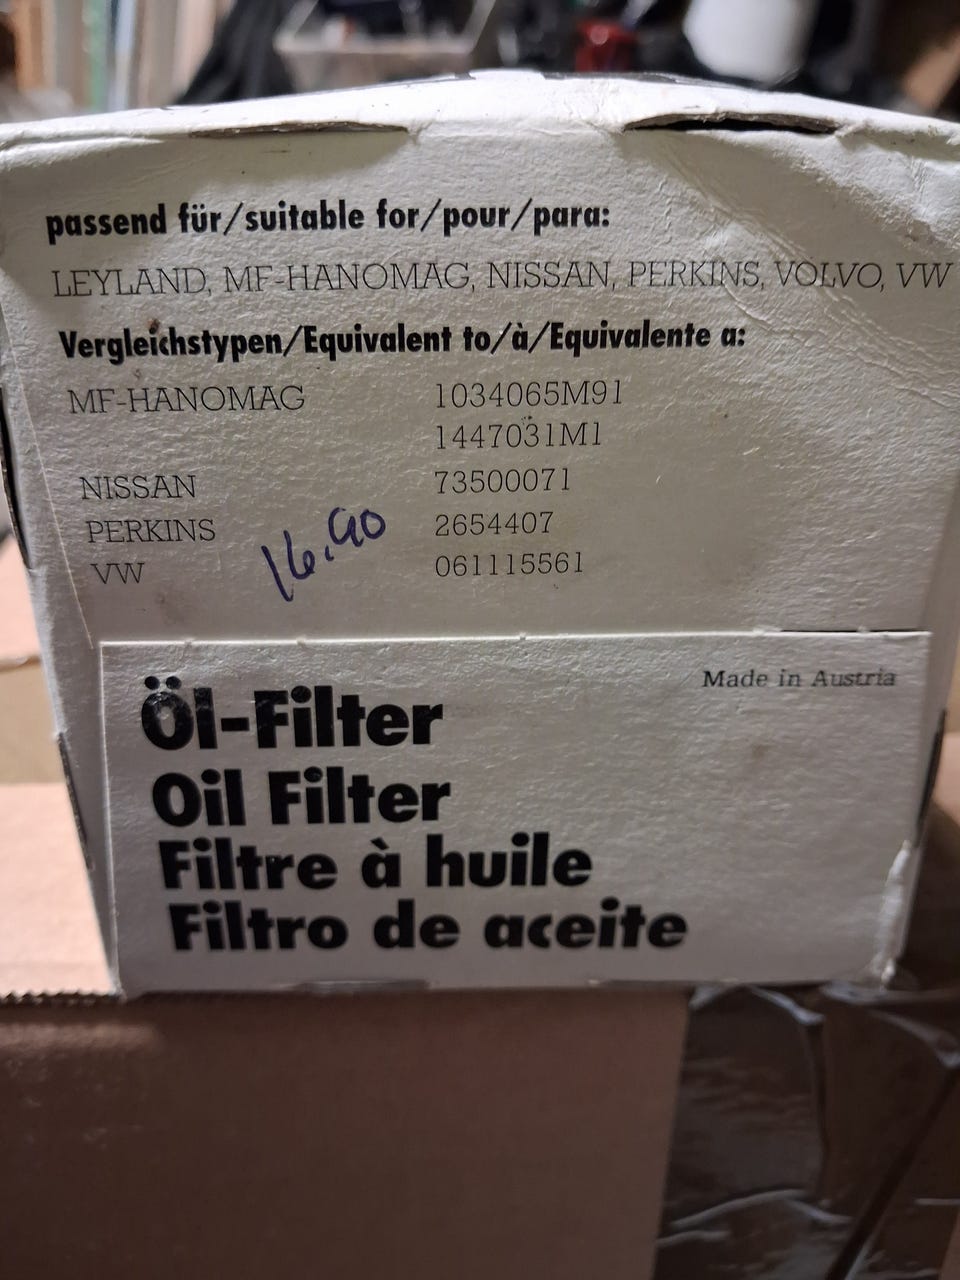 passend für/suitable for/pour/para:
LEYLAND, MF-HANOMAG, NISSAN, PERKINS, VOLVO, VW
Vergleichstypen/Equivalent to/à/Equivalente a:
MF-HANOMAG 1034065M91
1447031M1
NISSAN 73500071
PERKINS 2654407
VW 061115561
16.90
Made in Austria
Öl-Filter
Oil Filter
Filtre à huile
Filtro de aceite